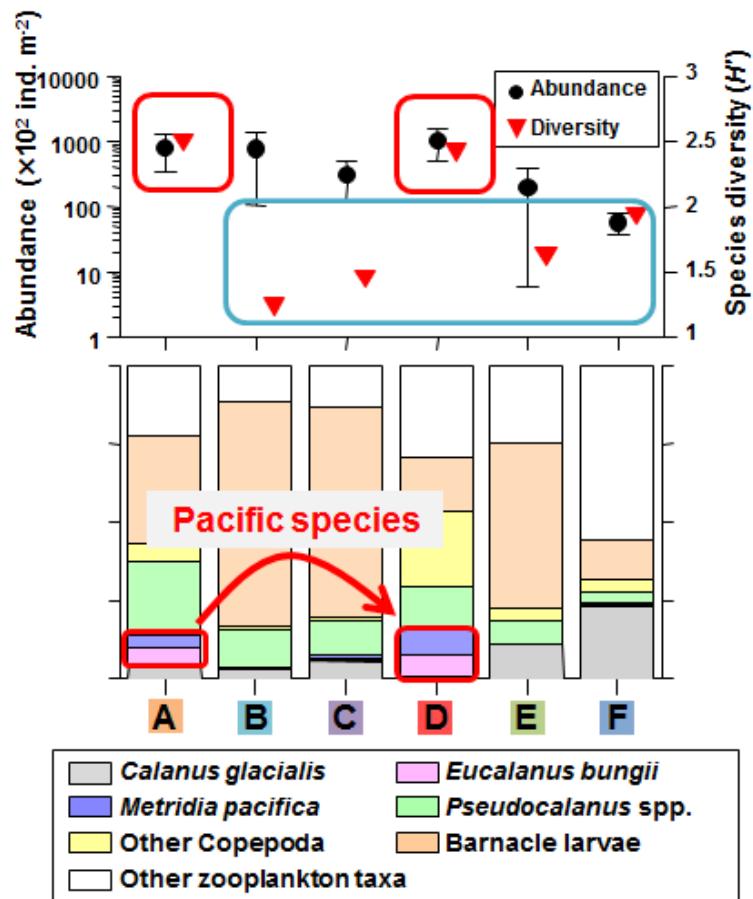 Abundance (×10² ind. m⁻²)
10000
1000
100
10
1
Abundance
Diversity
3
2.5
2
1.5
1
Species diversity (H')
Pacific species
A B C D E F
Calanus glacialis Eucalanus bungii
Metridia pacifica Pseudocalanus spp.
Other Copepoda Barnacle larvae
Other zooplankton taxa